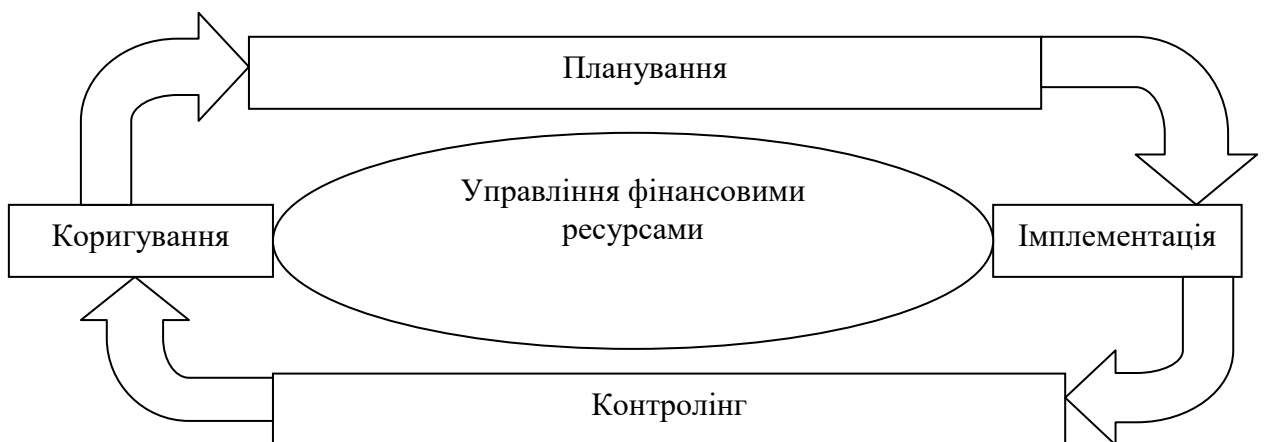 Планування
Управління фінансовими
ресурсами
Коригування
Імплементація
Контролінг